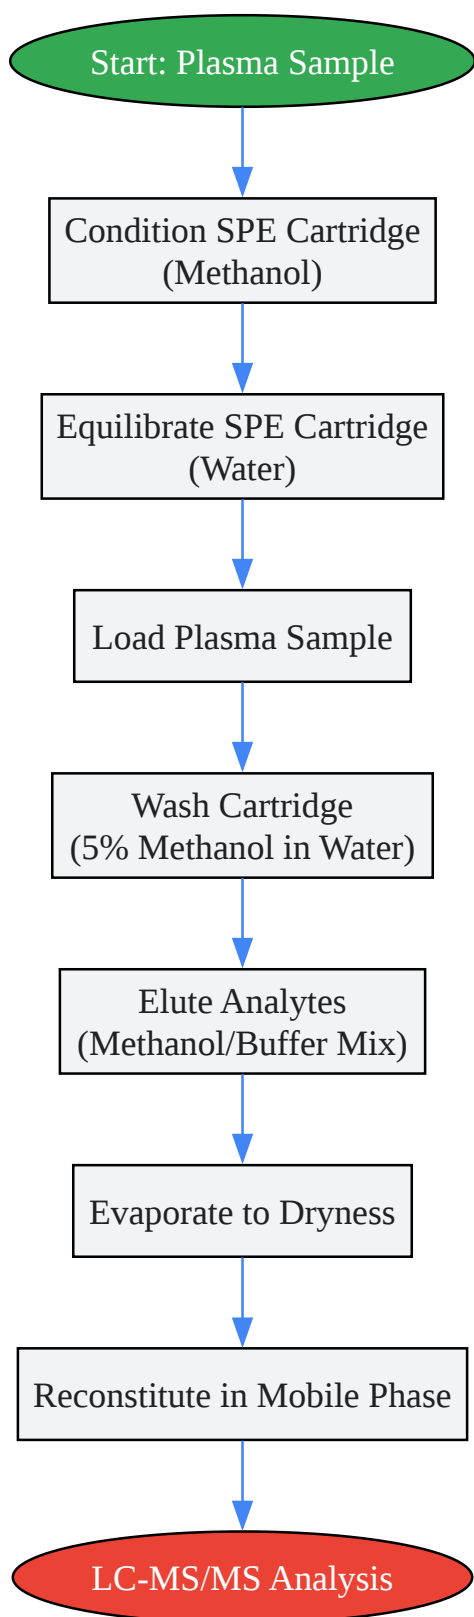 Start: Plasma Sample
Condition SPE Cartridge
(Methanol)
Equilibrate SPE Cartridge
(Water)
Load Plasma Sample
Wash Cartridge
(5% Methanol in Water)
Elute Analytes
(Methanol/Buffer Mix)
Evaporate to Dryness
Reconstitute in Mobile Phase
LC-MS/MS Analysis